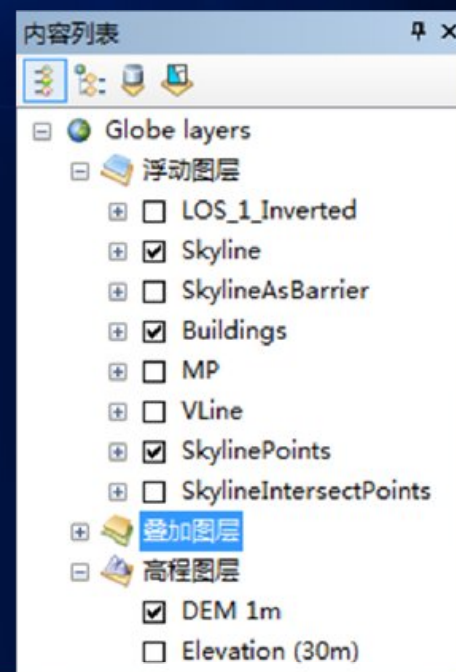 内容列表
Globe layers
浮动图层
LOS_1_Inverted
Skyline
SkylineAsBarrier
Buildings
MP
VLine
SkylinePoints
SkylineIntersectPoints
叠加图层
高程图层
DEM 1m
Elevation (30m)